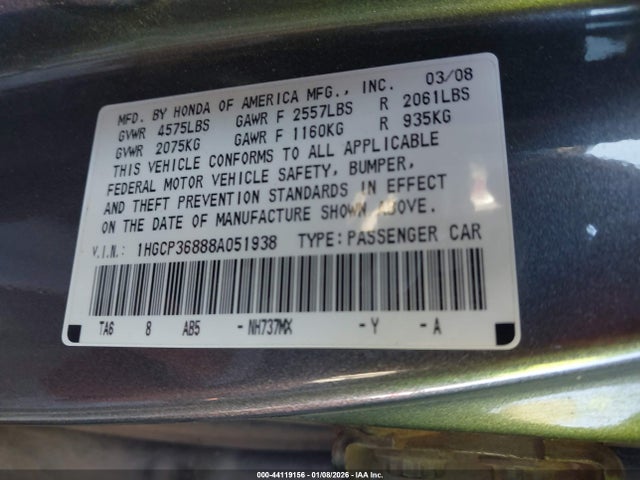 MFD. BY HONDA OF AMERICA MFG., INC. 03/08
GVWR 4575LBS GAWR F 2557LBS R 2061LBS
GVWR 2075KG GAWR F 1160KG R 935KG
THIS VEHICLE CONFORMS TO ALL APPLICABLE
FEDERAL MOTOR VEHICLE SAFETY, BUMPER,
AND THEFT PREVENTION STANDARDS IN EFFECT
ON THE DATE OF MANUFACTURE SHOWN ABOVE.
V.I.N.: 1HGCP36888A051938 TYPE:PASSENGER CAR
TA6 8 AB5 -NH737MX -Y -A
000-44119156 - 01/08/2026 - IAA Inc.